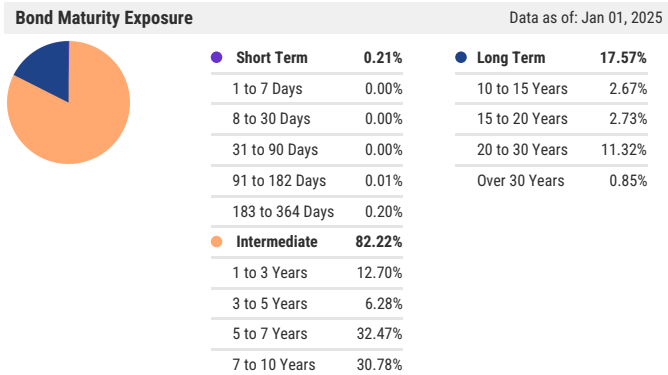 Bond Maturity Exposure Data as of: Jan 01, 2025
Short Term 0.21%
1 to 7 Days 0.00%
8 to 30 Days 0.00%
31 to 90 Days 0.00%
91 to 182 Days 0.01%
183 to 364 Days 0.20%
Intermediate 82.22%
1 to 3 Years 12.70%
3 to 5 Years 6.28%
5 to 7 Years 32.47%
7 to 10 Years 30.78%
Long Term 17.57%
10 to 15 Years 2.67%
15 to 20 Years 2.73%
20 to 30 Years 11.32%
Over 30 Years 0.85%